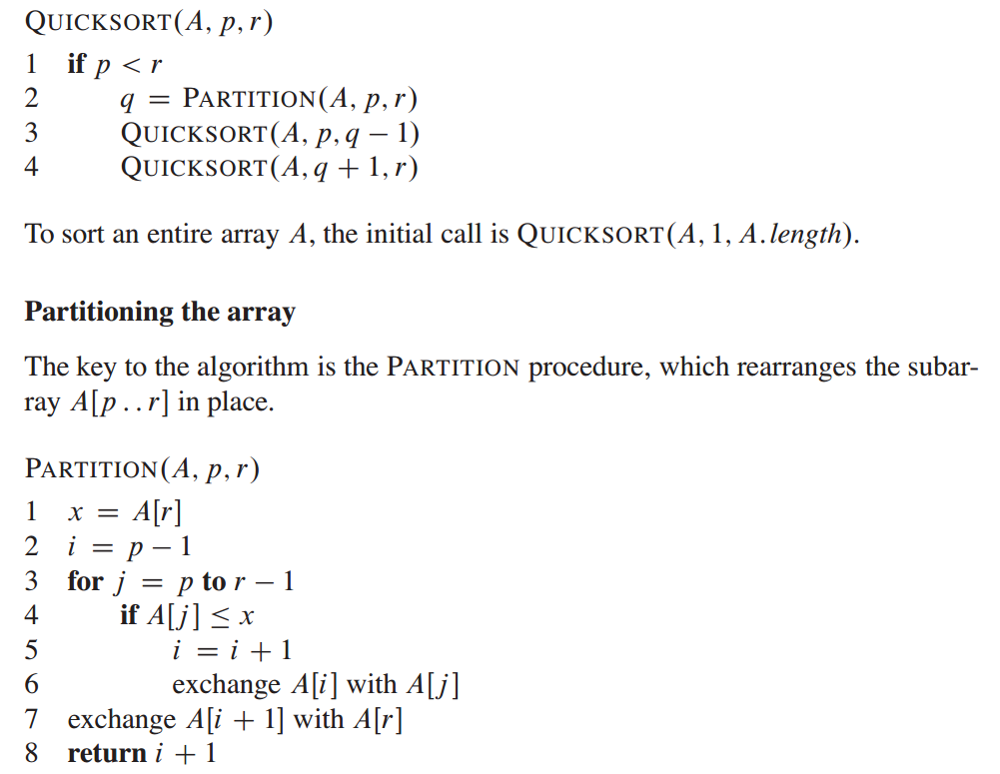 QUICKSORT(A, p, r)
1 if p < r
2 q = PARTITION(A, p, r)
3 QUICKSORT(A, p, q − 1)
4 QUICKSORT(A, q + 1, r)
To sort an entire array A, the initial call is QUICKSORT(A, 1, A.length).
Partitioning the array
The key to the algorithm is the PARTITION procedure, which rearranges the subar-
ray A[p . . r] in place.
PARTITION(A, p, r)
1 x = A[r]
2 i = p − 1
3 for j = p to r − 1
4 if A[j] ≤ x
5 i = i + 1
6 exchange A[i] with A[j]
7 exchange A[i + 1] with A[r]
8 return i + 1